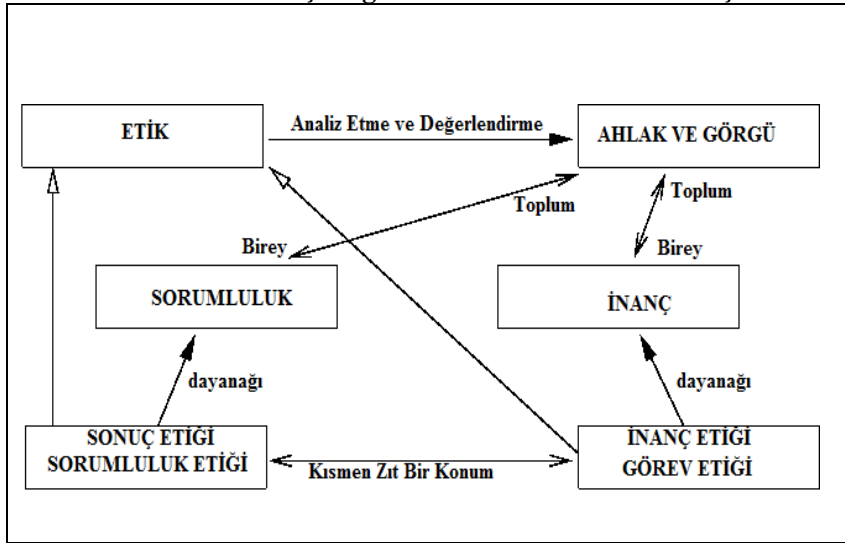 ETİK
Analiz Etme ve Değerlendirme
AHLAK VE GÖRGÜ
Toplum
Toplum
Birey
Birey
SORUMLULUK
İNANÇ
dayanağı
dayanağı
SONUÇ ETİĞİ
SORUMLULUK ETİĞİ
Kısmen Zıt Bir Konum
İNANÇ ETİĞİ
GÖREV ETİĞİ